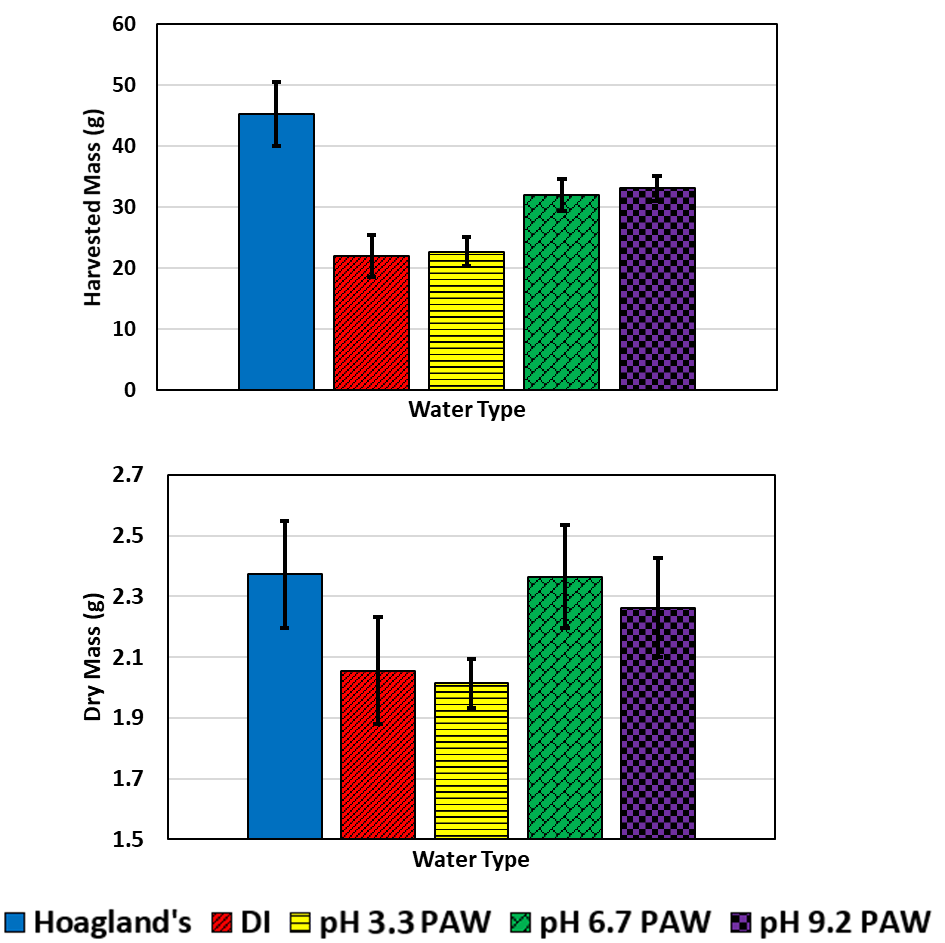 60
50
40
30
20
10
0
Harvested Mass (g)
Water Type
2.7
2.5
2.3
2.1
1.9
1.7
1.5
Dry Mass (g)
Water Type
Hoagland's DI pH 3.3 PAW pH 6.7 PAW pH 9.2 PAW